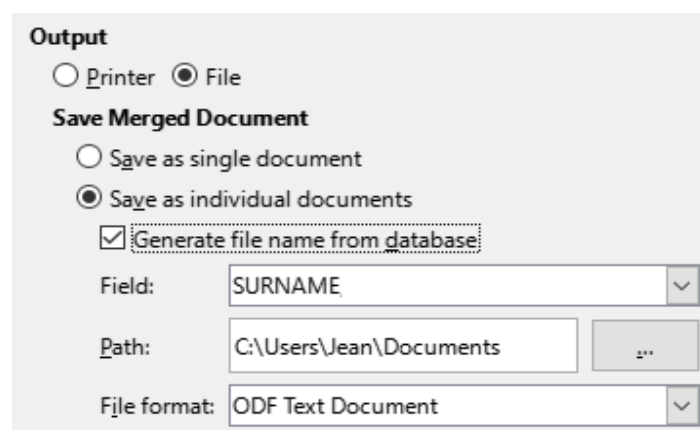 Output
Printer File
Save Merged Document
Save as single document
Save as individual documents
Generate file name from database
Field: SURNAME
Path: C:\Users\Jean\Documents ...
File format: ODF Text Document